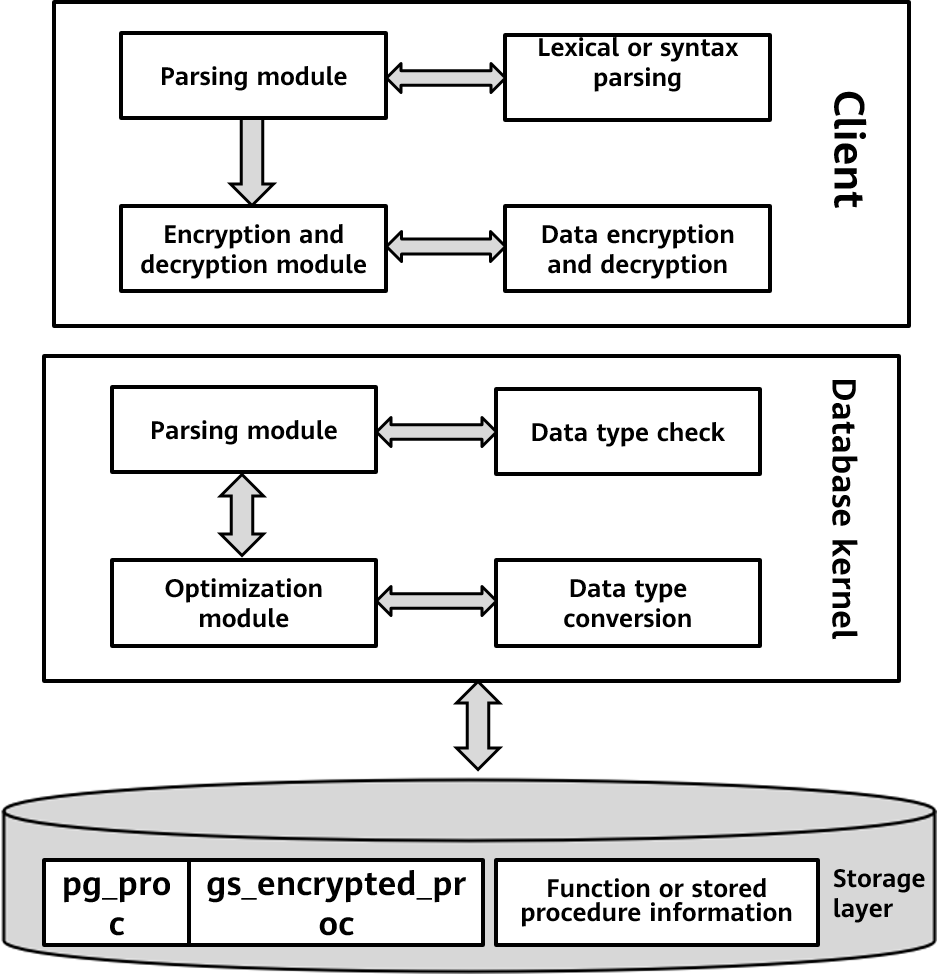 Parsing module
Lexical or syntax
parsing
Client
Encryption and
decryption module
Data encryption
and decryption
Parsing module
Data type check
Database kernel
Optimization
module
Data type
conversion
pg_pro
c
gs_encrypted_pr
oc
Function or stored
procedure information
Storage
layer